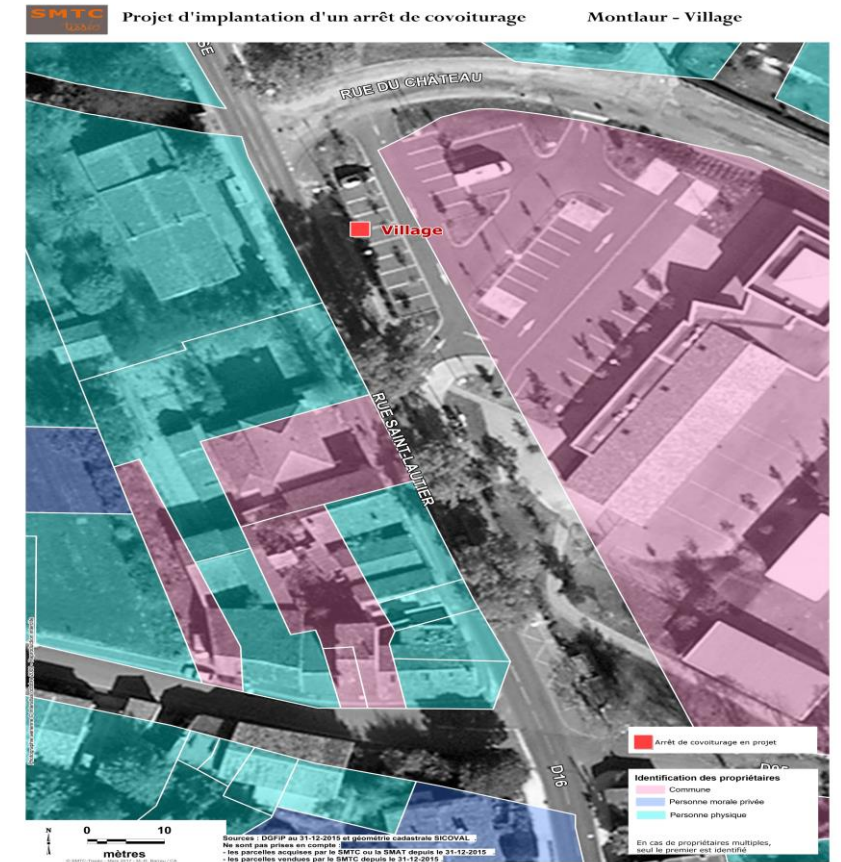 SMTC
Tisséo
Projet d'implantation d'un arrêt de covoiturage
Montlaur - Village
SE
RUE DU CHÂTEAU
Village
RUE SAINT-LAUTIER
D16
Arrêt de covoiturage en projet
Identification des propriétaires
Commune
Personne morale privée
Personne physique
En cas de propriétaires multiples,
seul le premier est identifié
N
0 10
mètres
Sources : DGFiP au 31-12-2015 et géométrie cadastrale SICOVAL
Ne sont pas prises en compte :
- les parcelles acquises par le SMTC ou la SMAT depuis le 31-12-2015
- les parcelles vendues par le SMTC depuis le 31-12-2015